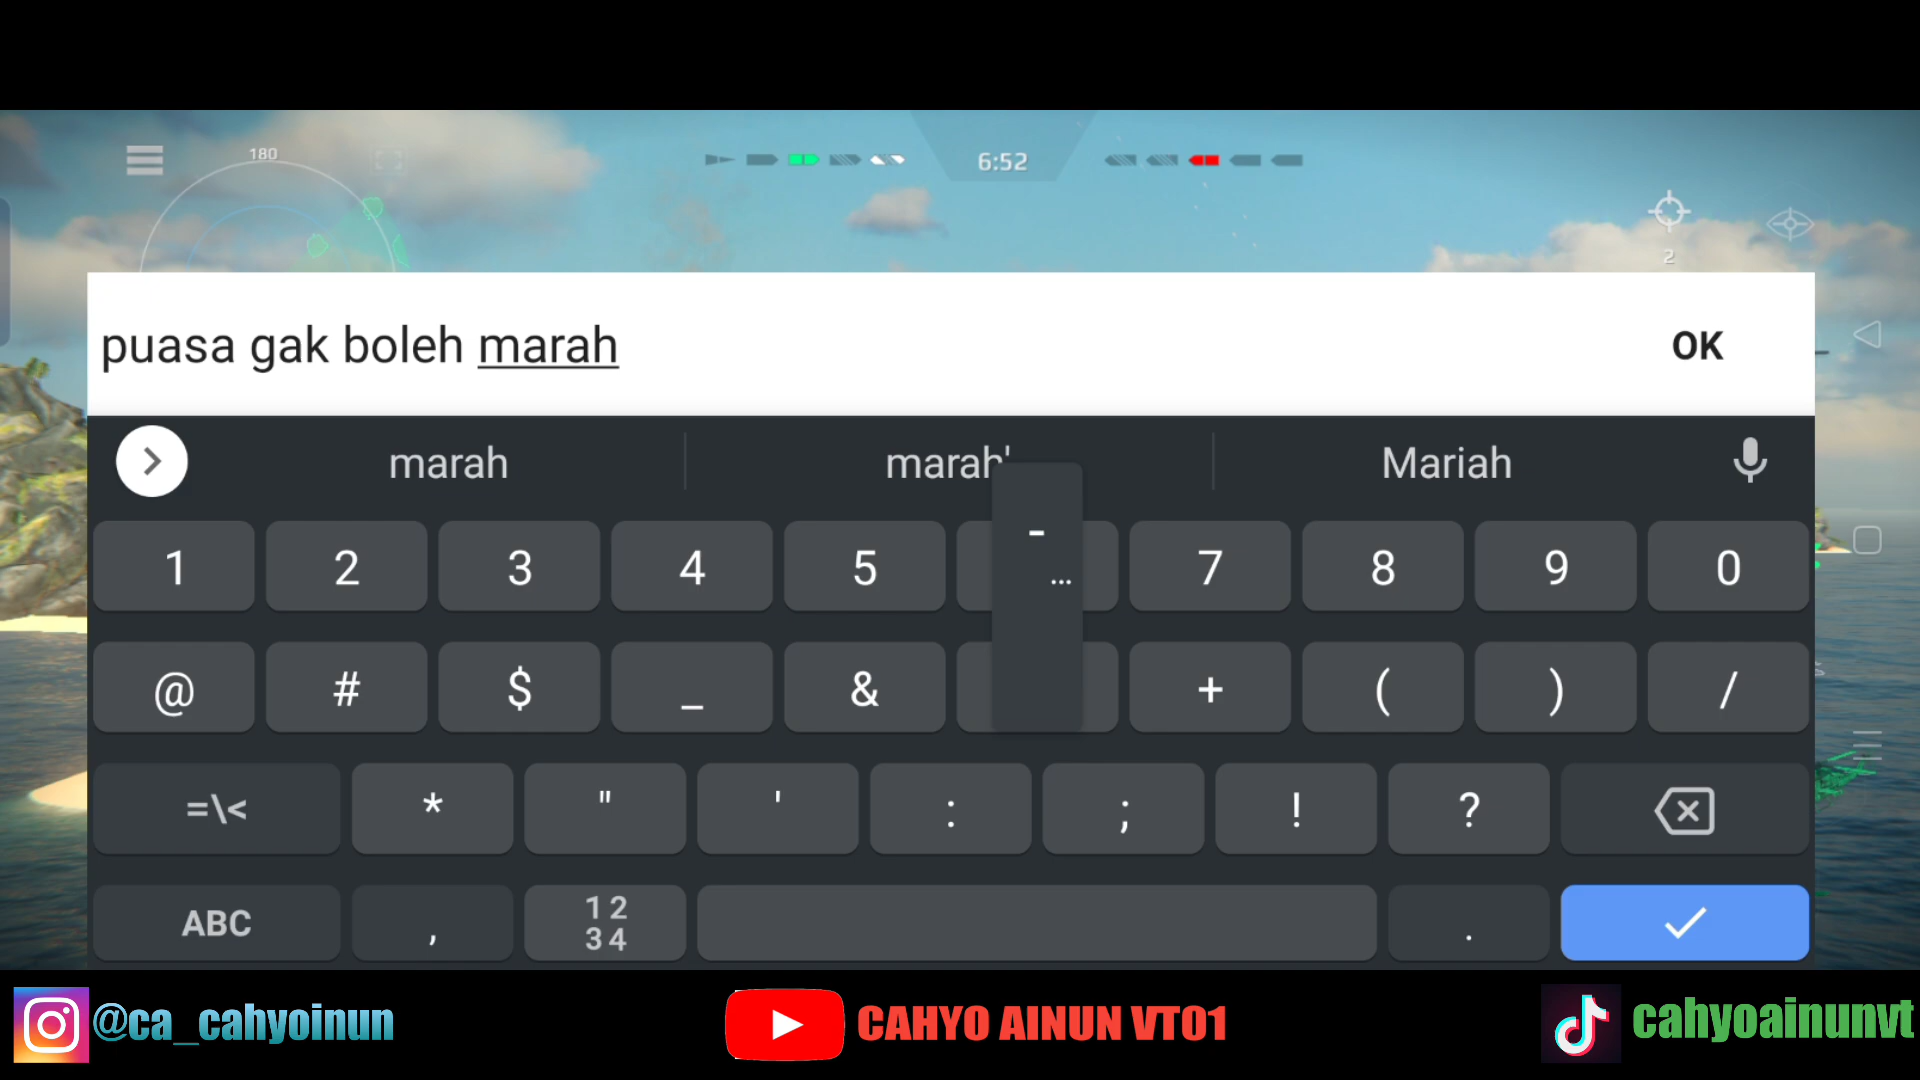 180
6:52
2
puasa gak boleh marah
OK
marah
marah'
Mariah
1 2 3 4 5 7 8 9 0
-
...
@ # $ _ & + ( ) /
=\< * " ' : ; ! ?
ABC , 1 2 3 4 .
@ca_cahyoinun
CAHYO AINUN VT01
cahyoainunvt